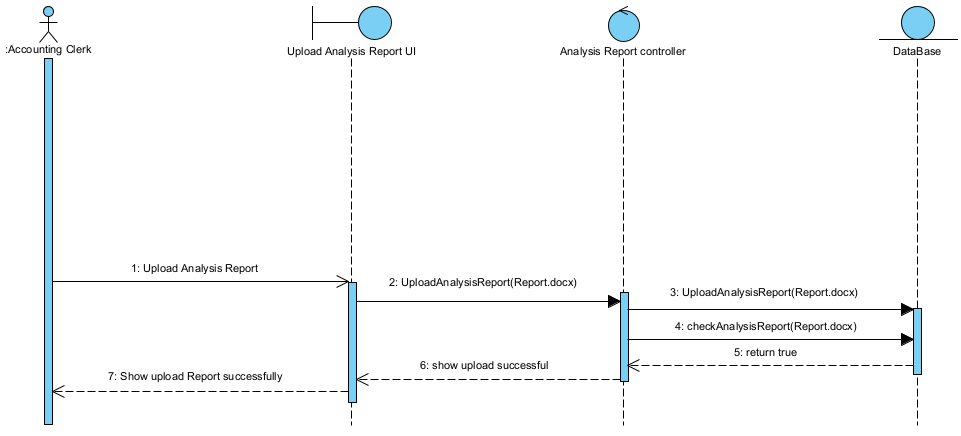 :Accounting Clerk
Upload Analysis Report UI
Analysis Report controller
DataBase
1: Upload Analysis Report
2: UploadAnalysisReport(Report.docx)
3: UploadAnalysisReport(Report.docx)
4: checkAnalysisReport(Report.docx)
5: return true
6: show upload successful
7: Show upload Report successfully